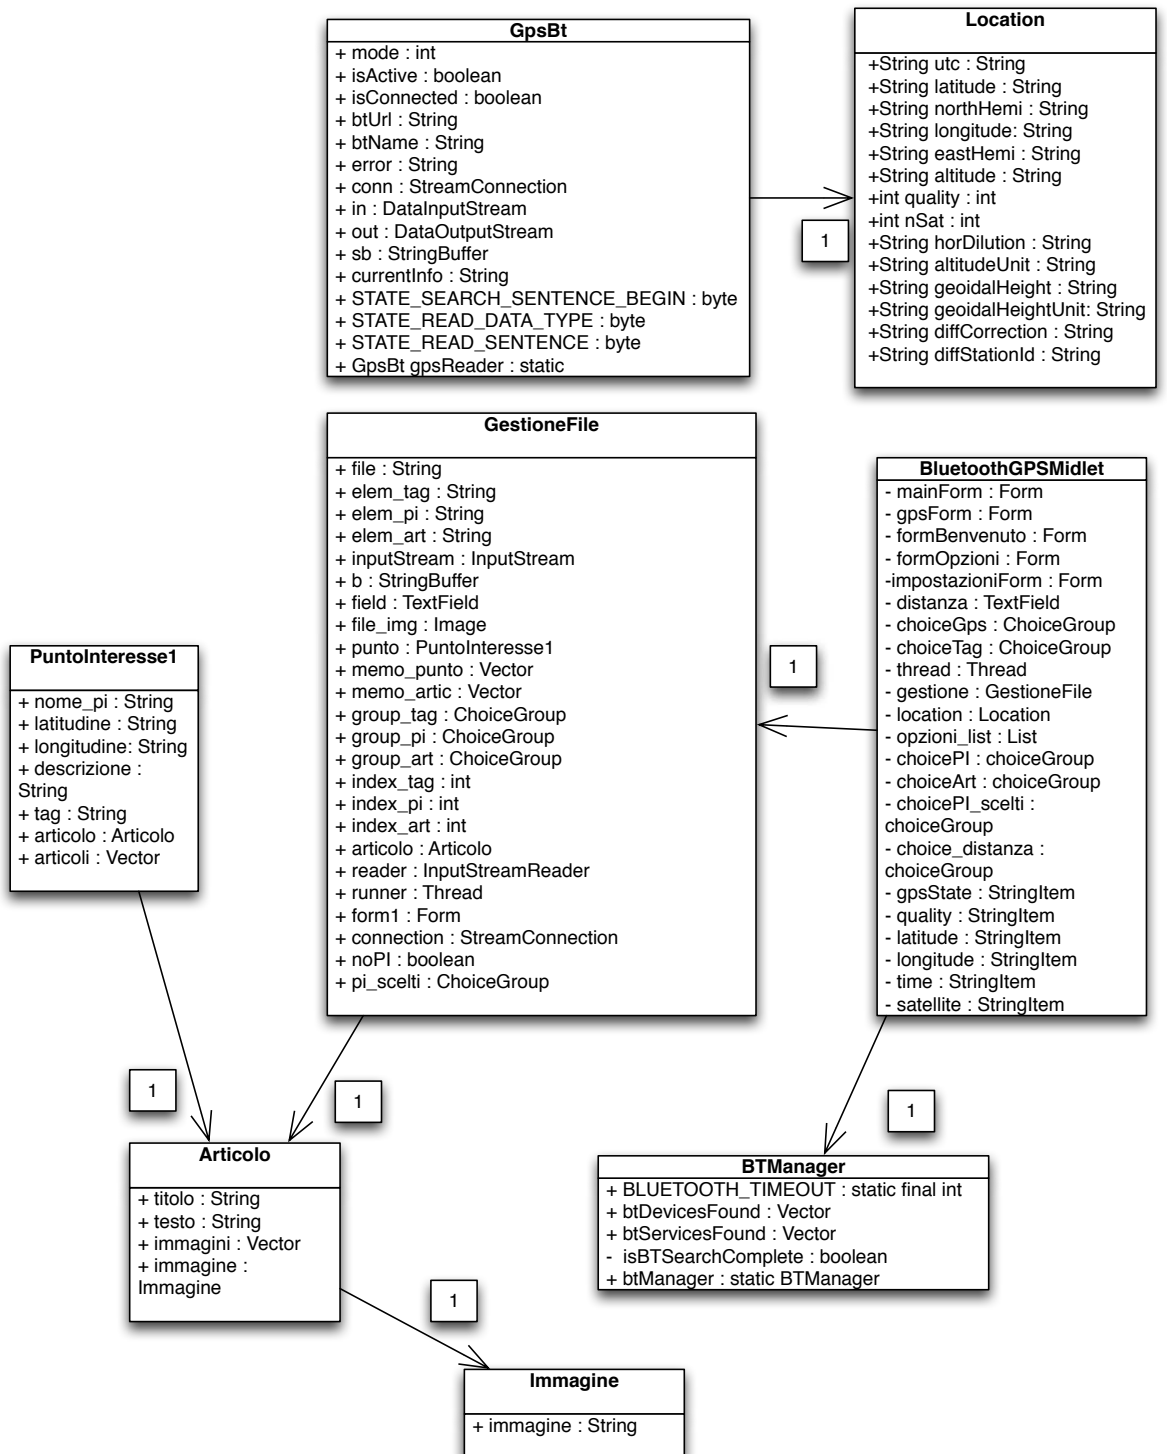 GpsBt
+ mode : int
+ isActive : boolean
+ isConnected : boolean
+ btUrl : String
+ btName : String
+ error : String
+ conn : StreamConnection
+ in : DataInputStream
+ out : DataOutputStream
+ sb : StringBuffer
+ currentInfo : String
+ STATE_SEARCH_SENTENCE_BEGIN : byte
+ STATE_READ_DATA_TYPE : byte
+ STATE_READ_SENTENCE : byte
+ GpsBt gpsReader : static
1
Location
+String utc : String
+String latitude : String
+String northHemi : String
+String longitude: String
+String eastHemi : String
+String altitude : String
+int quality : int
+int nSat : int
+String horDilution : String
+String altitudeUnit : String
+String geoidalHeight : String
+String geoidalHeightUnit: String
+String diffCorrection : String
+String diffStationId : String
GestioneFile
+ file : String
+ elem_tag : String
+ elem_pi : String
+ elem_art : String
+ inputStream : InputStream
+ b : StringBuffer
+ field : TextField
+ file_img : Image
+ punto : PuntoInteresse1
+ memo_punto : Vector
+ memo_artic : Vector
+ group_tag : ChoiceGroup
+ group_pi : ChoiceGroup
+ group_art : ChoiceGroup
+ index_tag : int
+ index_pi : int
+ index_art : int
+ articolo : Articolo
+ reader : InputStreamReader
+ runner : Thread
+ form1 : Form
+ connection : StreamConnection
+ noPI : boolean
+ pi_scelti : ChoiceGroup
1
BluetoothGPSMidlet
- mainForm : Form
- gpsForm : Form
- formBenvenuto : Form
- formOpzioni : Form
-impostazioniForm : Form
- distanza : TextField
- choiceGps : ChoiceGroup
- choiceTag : ChoiceGroup
- thread : Thread
- gestione : GestioneFile
- location : Location
- opzioni_list : List
- choicePI : choiceGroup
- choiceArt : choiceGroup
- choicePI_scelti :
choiceGroup
- choice_distanza :
choiceGroup
- gpsState : StringItem
- quality : StringItem
- latitude : StringItem
- longitude : StringItem
- time : StringItem
- satellite : StringItem
PuntoInteresse1
+ nome_pi : String
+ latitudine : String
+ longitudine: String
+ descrizione :
String
+ tag : String
+ articolo : Articolo
+ articoli : Vector
1
1
1
Articolo
+ titolo : String
+ testo : String
+ immagini : Vector
+ immagine :
Immagine
BTManager
+ BLUETOOTH_TIMEOUT : static final int
+ btDevicesFound : Vector
+ btServicesFound : Vector
- isBTSearchComplete : boolean
+ btManager : static BTManager
1
Immagine
+ immagine : String